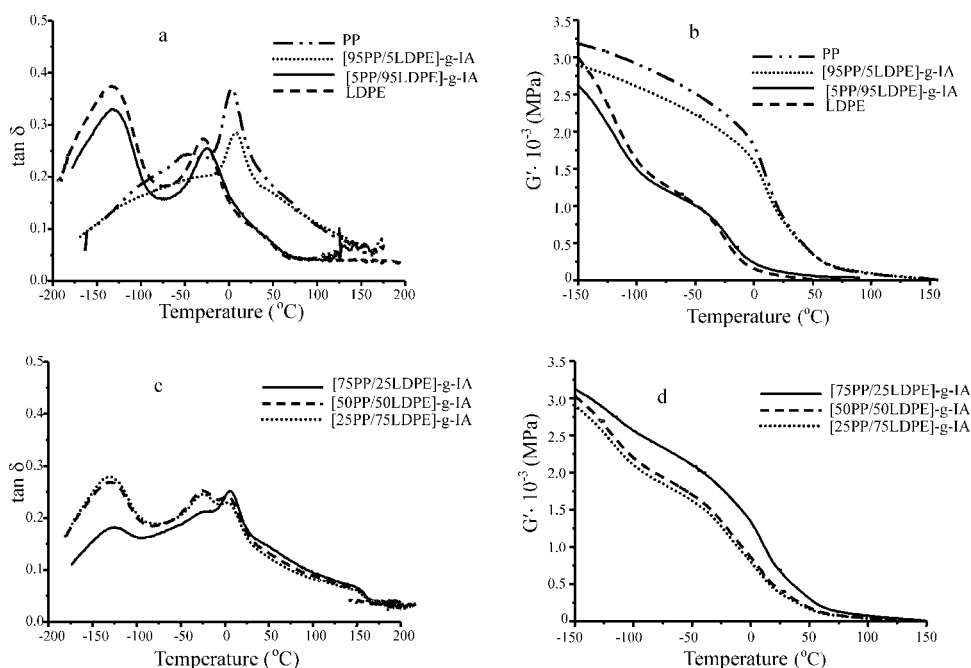 a
PP
[95PP/5LDPE]-g-IA
[5PP/95LDPE]-g-IA
LDPE
tan δ
0.5
0.4
0.3
0.2
0.1
0.0
-200 -150 -100 -50 0 50 100 150 200
Temperature (°C)
b
PP
[95PP/5LDPE]-g-IA
[5PP/95LDPE]-g-IA
LDPE
G′· 10⁻³ (MPa)
3.5
3.0
2.5
2.0
1.5
1.0
0.5
0
-150 -100 -50 0 50 100 150
Temperature (°C)
c
[75PP/25LDPE]-g-IA
[50PP/50LDPE]-g-IA
[25PP/75LDPE]-g-IA
tan δ
0.5
0.4
0.3
0.2
0.1
0.0
-200 -150 -100 -50 0 50 100 150 200
Temperature (°C)
d
[75PP/25LDPE]-g-IA
[50PP/50LDPE]-g-IA
[25PP/75LDPE]-g-IA
G′· 10⁻³ (MPa)
3.5
3.0
2.5
2.0
1.5
1.0
0.5
0.0
-150 -100 -50 0 50 100 150
Temperature (°C)